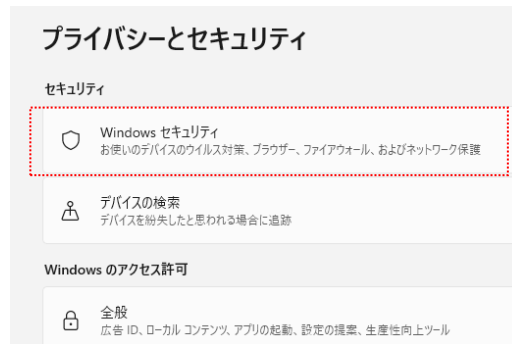 プライバシーとセキュリティ
セキュリティ
Windows セキュリティ
お使いのデバイスのウイルス対策、ブラウザー、ファイアウォール、およびネットワーク保護
デバイスの検索
デバイスを紛失したと思われる場合に追跡
Windows のアクセス許可
全般
広告 ID、ローカル コンテンツ、アプリの起動、設定の提案、生産性向上ツール